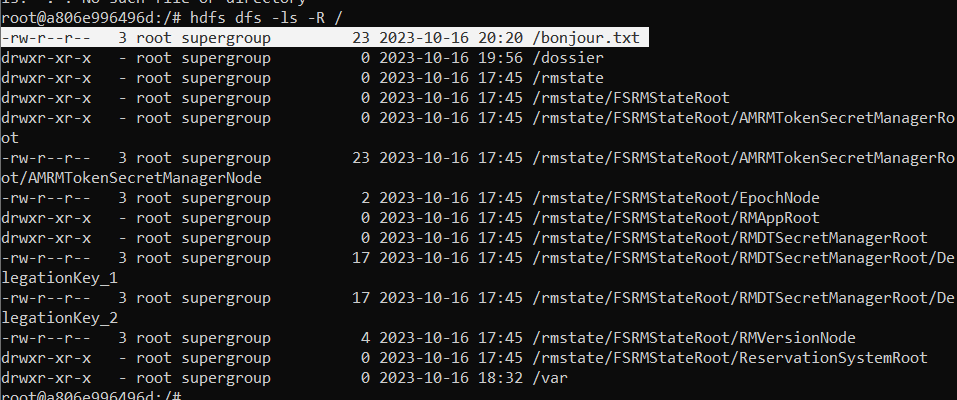 ls: `.': No such file or directory
root@a806e996496d:/# hdfs dfs -ls -R /
-rw-r--r--   3 root supergroup         23 2023-10-16 20:20 /bonjour.txt
drwxr-xr-x   - root supergroup          0 2023-10-16 19:56 /dossier
drwxr-xr-x   - root supergroup          0 2023-10-16 17:45 /rmstate
drwxr-xr-x   - root supergroup          0 2023-10-16 17:45 /rmstate/FSRMStateRoot
drwxr-xr-x   - root supergroup          0 2023-10-16 17:45 /rmstate/FSRMStateRoot/AMRMTokenSecretManagerRo
ot
-rw-r--r--   3 root supergroup         23 2023-10-16 17:45 /rmstate/FSRMStateRoot/AMRMTokenSecretManagerRo
ot/AMRMTokenSecretManagerNode
-rw-r--r--   3 root supergroup          2 2023-10-16 17:45 /rmstate/FSRMStateRoot/EpochNode
drwxr-xr-x   - root supergroup          0 2023-10-16 17:45 /rmstate/FSRMStateRoot/RMAppRoot
drwxr-xr-x   - root supergroup          0 2023-10-16 17:45 /rmstate/FSRMStateRoot/RMDTSecretManagerRoot
-rw-r--r--   3 root supergroup         17 2023-10-16 17:45 /rmstate/FSRMStateRoot/RMDTSecretManagerRoot/De
legationKey_1
-rw-r--r--   3 root supergroup         17 2023-10-16 17:45 /rmstate/FSRMStateRoot/RMDTSecretManagerRoot/De
legationKey_2
-rw-r--r--   3 root supergroup          4 2023-10-16 17:45 /rmstate/FSRMStateRoot/RMVersionNode
drwxr-xr-x   - root supergroup          0 2023-10-16 17:45 /rmstate/FSRMStateRoot/ReservationSystemRoot
drwxr-xr-x   - root supergroup          0 2023-10-16 18:32 /var
root@a806e996496d:/#